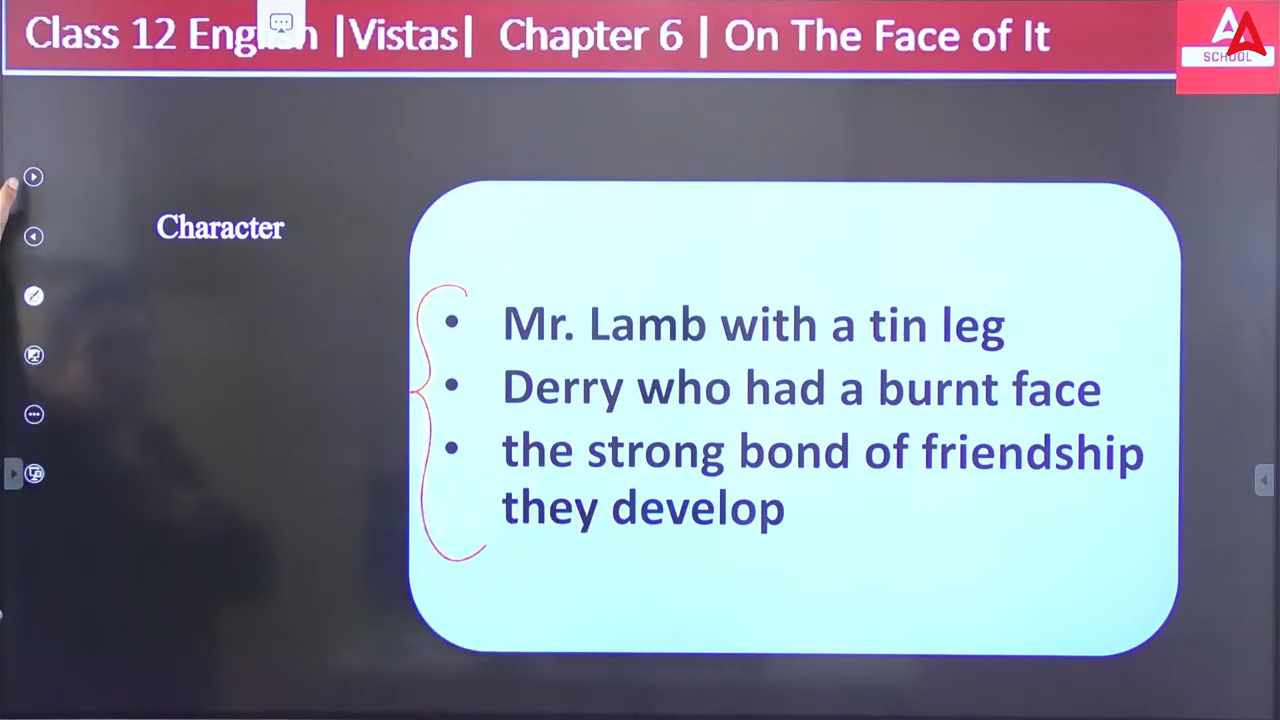 Class 12 English |Vistas| Chapter 6 | On The Face of It
SCHOOL
Character
• Mr. Lamb with a tin leg
• Derry who had a burnt face
• the strong bond of friendship
they develop